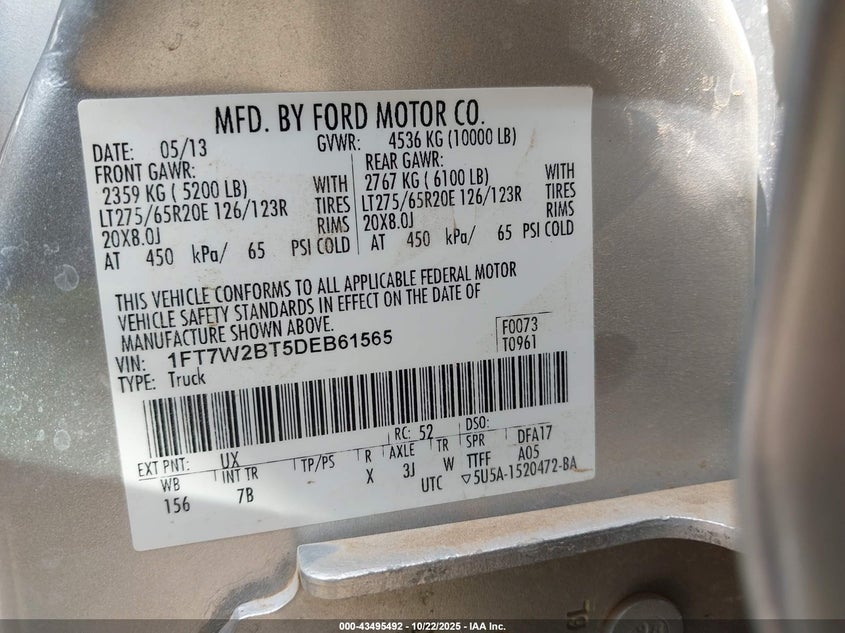 MFD. BY FORD MOTOR CO.
DATE: 05/13 GVWR: 4536 KG (10000 LB)
FRONT GAWR: REAR GAWR:
2359 KG ( 5200 LB) WITH 2767 KG ( 6100 LB) WITH
LT275/65R20E 126/123R TIRES LT275/65R20E 126/123R TIRES
20X8.0J RIMS 20X8.0J RIMS
AT 450 kPa/ 65 PSI COLD AT 450 kPa/ 65 PSI COLD
THIS VEHICLE CONFORMS TO ALL APPLICABLE FEDERAL MOTOR
VEHICLE SAFETY STANDARDS IN EFFECT ON THE DATE OF
MANUFACTURE SHOWN ABOVE.
VIN: 1FT7W2BT5DEB61565 F0073
TYPE: Truck T0961
EXT PNT: UX RC: 52 DSO:
WB INT TR TP/PS R AXLE TR SPR DFA17
156 7B X 3J W TTFF A05
UTC ▽5U5A-1520472-BA
000-43495492 - 10/22/2025 - IAA Inc.